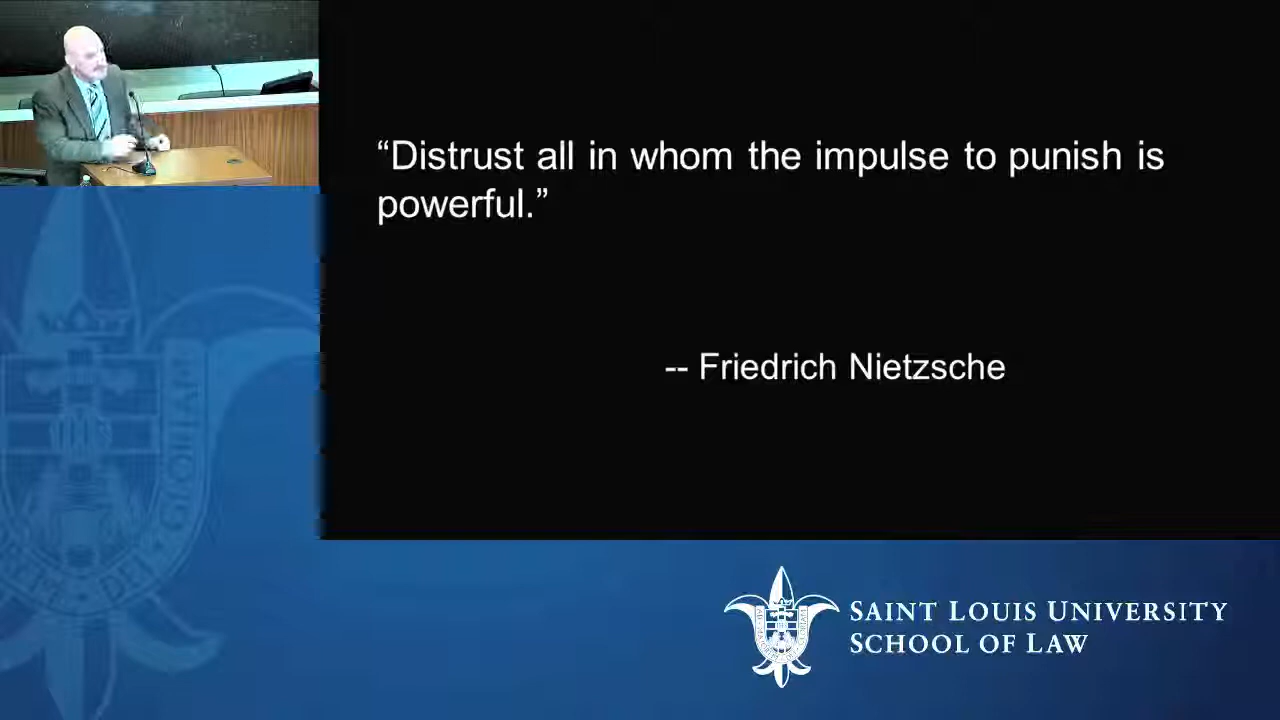 “Distrust all in whom the impulse to punish is
powerful.”
-- Friedrich Nietzsche
SAINT LOUIS UNIVERSITY
SCHOOL OF LAW